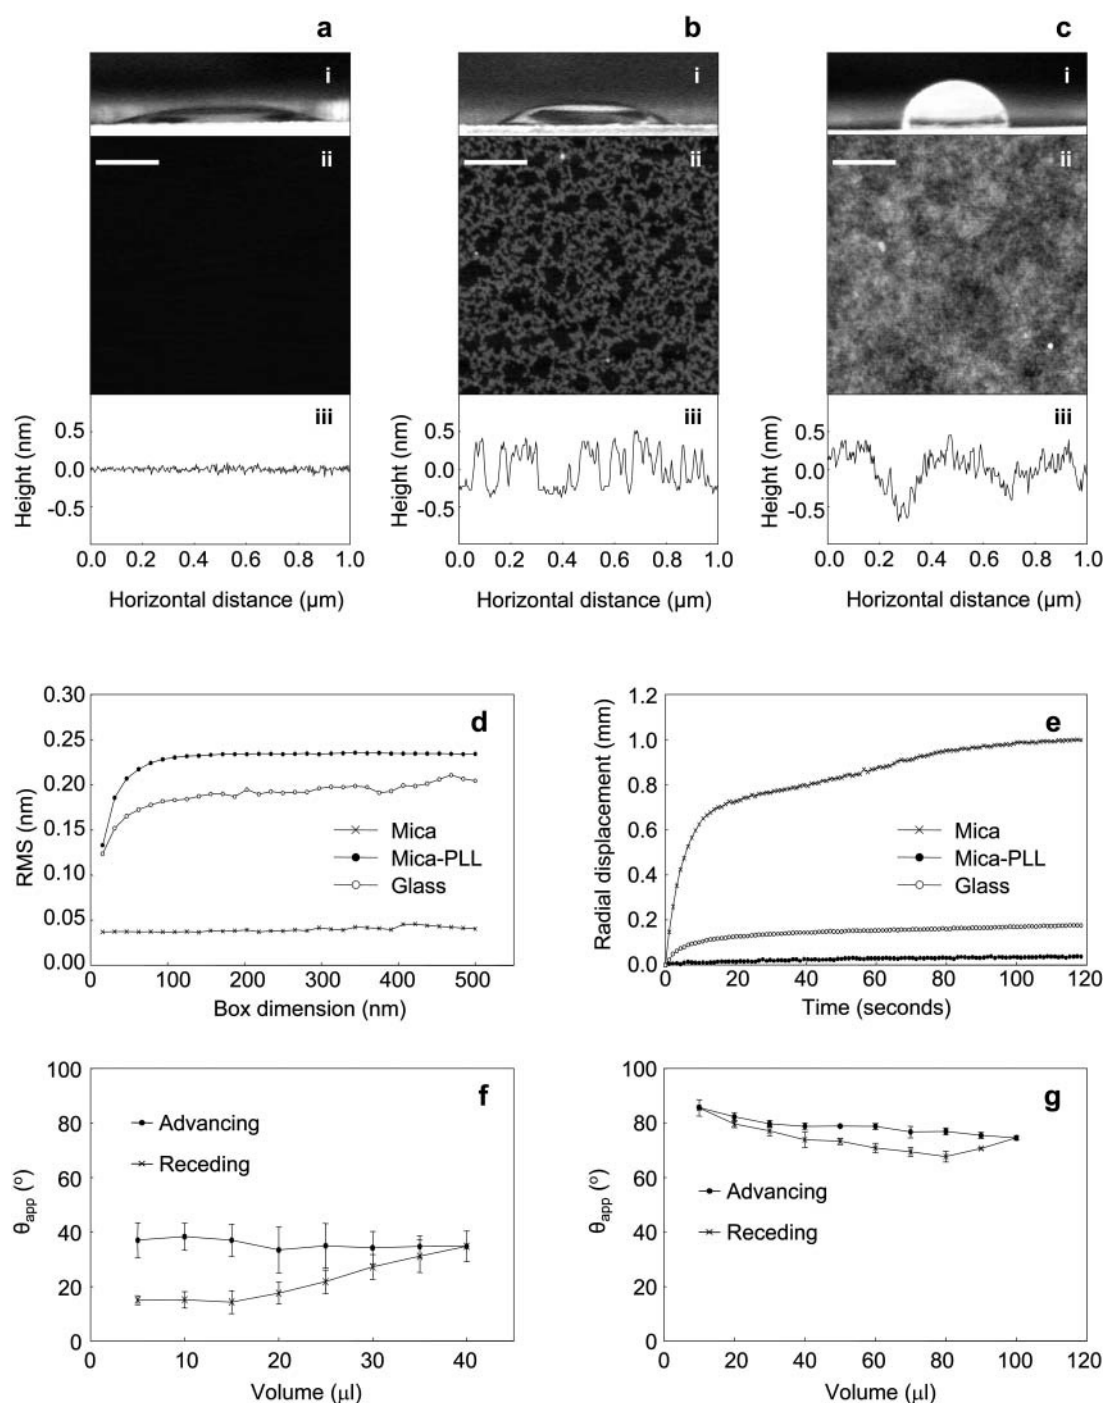 a
b
c
i
i
i
ii
ii
ii
iii
iii
iii
Height (nm)
0.5
0.0
-0.5
0.0 0.2 0.4 0.6 0.8 1.0
Horizontal distance (µm)
Height (nm)
0.5
0.0
-0.5
0.0 0.2 0.4 0.6 0.8 1.0
Horizontal distance (µm)
Height (nm)
0.5
0.0
-0.5
0.0 0.2 0.4 0.6 0.8 1.0
Horizontal distance (µm)
d
RMS (nm)
0.30
0.25
0.20
0.15
0.10
0.05
0.00
Mica
Mica-PLL
Glass
0 100 200 300 400 500
Box dimension (nm)
e
Radial displacement (mm)
1.2
1.0
0.8
0.6
0.4
0.2
0.0
Mica
Mica-PLL
Glass
0 20 40 60 80 100 120
Time (seconds)
f
θapp (º)
100
80
60
40
20
0
Advancing
Receding
0 10 20 30 40
Volume (µl)
g
θapp (º)
100
80
60
40
20
0
Advancing
Receding
0 20 40 60 80 100 120
Volume (µl)